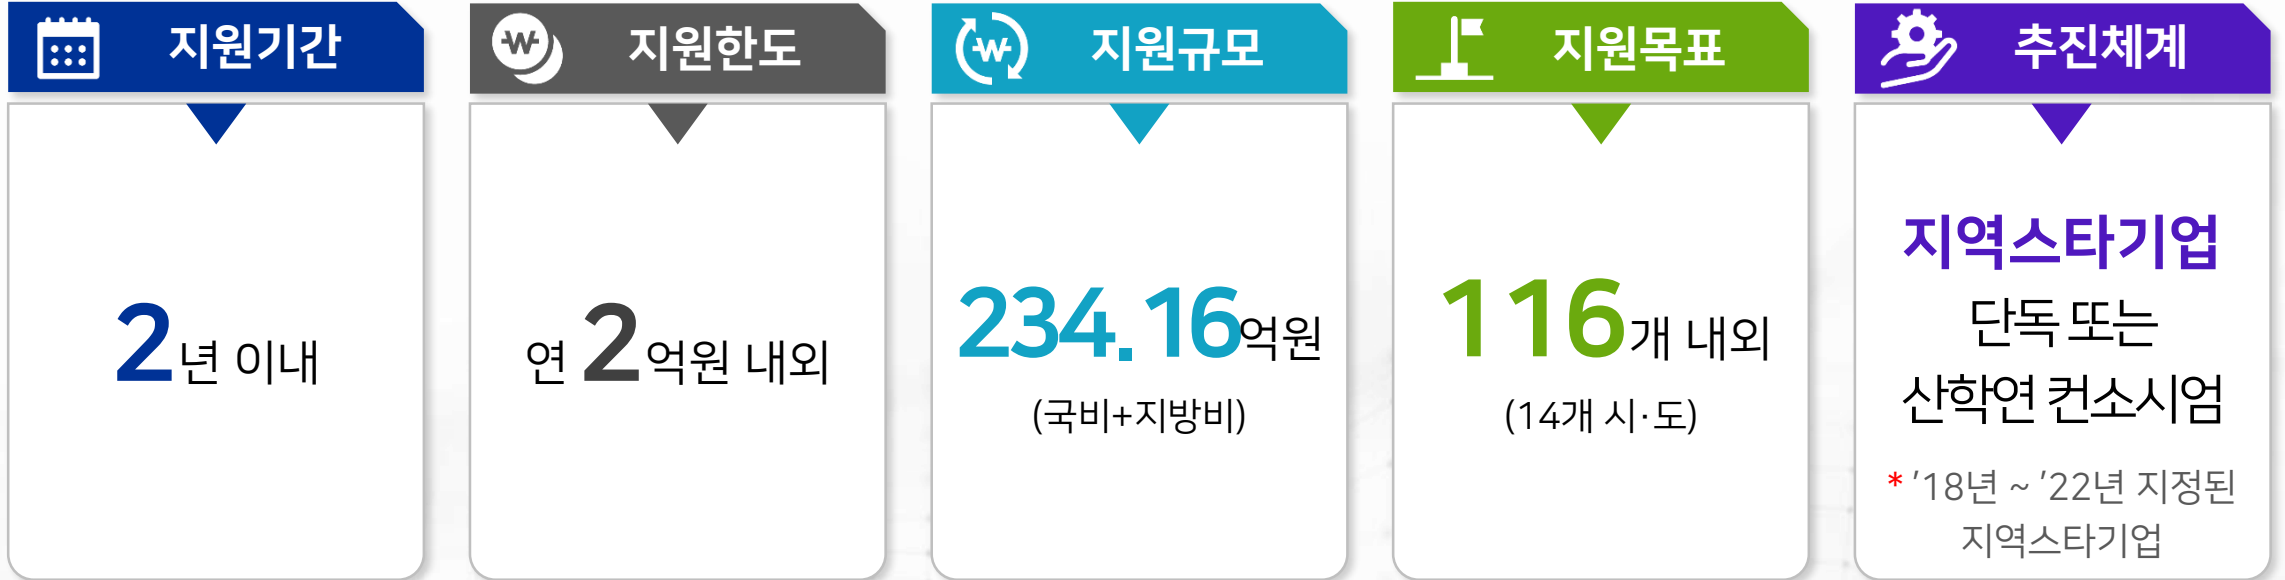 지원기간
2년 이내
지원한도
연 2억원 내외
지원규모
234.16억원
(국비+지방비)
지원목표
116개 내외
(14개 시·도)
추진체계
지역스타기업
단독 또는
산학연 컨소시엄
* '18년 ~ '22년 지정된
지역스타기업